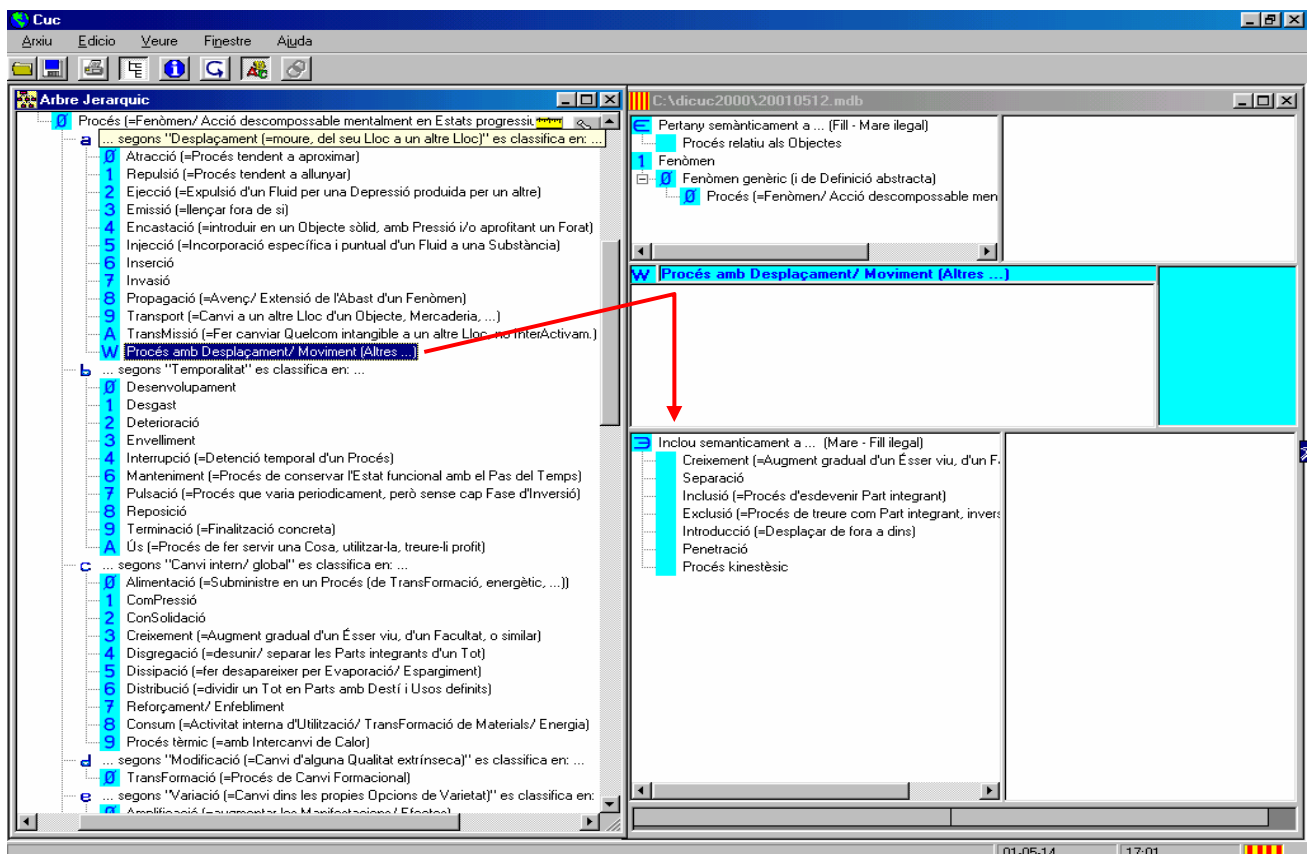 Cuc
Arxiu Edicio Veure Finestre Ajuda
Arbre Jerarquic
Ø Procés (=Fenòmen/ Acció descompossable mentalment en Estats progressiu
a ... segons "Desplaçament (=moure, del seu Lloc a un altre Lloc)" es classifica en: ...
Ø Atracció (=Procés tendent a aproximar)
1 Repulsió (=Procés tendent a allunyar)
2 Ejecció (=Expulsió d'un Fluid per una Depressió produida per un altre)
3 Emissió (=llençar fora de si)
4 Encastació (=introduir en un Objecte sòlid, amb Pressió i/o aprofitant un Forat)
5 Injecció (=Incorporació específica i puntual d'un Fluid a una Substància)
6 Inserció
7 Invasió
8 Propagació (=Avenç/ Extensió de l'Abast d'un Fenòmen)
9 Transport (=Canvi a un altre Lloc d'un Objecte, Mercaderia, ...)
A TransMissió (=Fer canviar Quelcom intangible a un altre Lloc, no InterActivam.)
W Procés amb Desplaçament/ Moviment (Altres ...)
b ... segons "Temporalitat" es classifica en: ...
Ø Desenvolupament
1 Desgast
2 Deterioració
3 Envelliment
4 Interrupció (=Detenció temporal d'un Procés)
6 Manteniment (=Procés de conservar l'Estat funcional amb el Pas del Temps)
7 Pulsació (=Procés que varia periodicament, però sense cap Fase d'Inversió)
8 Reposició
9 Terminació (=Finalització concreta)
A Ús (=Procés de fer servir una Cosa, utilitzar-la, treure-li profit)
c ... segons "Canvi intern/ global" es classifica en: ...
Ø Alimentació (=Subministre en un Procés (de TransFormació, energètic, ...))
1 ComPressió
2 ConSolidació
3 Creixement (=Augment gradual d'un Ésser viu, d'un Facultat, o similar)
4 Disgregació (=desunir/ separar les Parts integrants d'un Tot)
5 Dissipació (=fer desapareixer per Evaporació/ Espargiment)
6 Distribució (=dividir un Tot en Parts amb Destí i Usos definits)
7 Reforçament/ Enfebliment
8 Consum (=Activitat interna d'Utilització/ TransFormació de Materials/ Energia)
9 Procés tèrmic (=amb Intercanvi de Calor)
d ... segons "Modificació (=Canvi d'alguna Qualitat extrínseca)" es classifica en: ...
Ø TransFormació (=Procés de Canvi Formacional)
e ... segons "Variació (=Canvi dins les propies Opcions de Varietat)" es classifica en:
Ø Amplificació (=augmentar les Manifestacions/ Efectes)
C:\dicuc2000\20010512.mdb
∈ Pertany semànticament a ... (Fill - Mare ilegal)
Procés relatiu als Objectes
1 Fenòmen
Ø Fenòmen genèric (i de Definició abstracta)
Ø Procés (=Fenòmen/ Acció descompossable men
W Procés amb Desplaçament/ Moviment (Altres ...)
∋ Inclou semanticament a ... (Mare - Fill ilegal)
Creixement (=Augment gradual d'un Ésser viu, d'un F
Separació
Inclusió (=Procés d'esdevenir Part integrant)
Exclusió (=Procés de treure com Part integrant, invers
Introducció (=Desplaçar de fora a dins)
Penetració
Procés kinestèsic
01-05-14 17:01